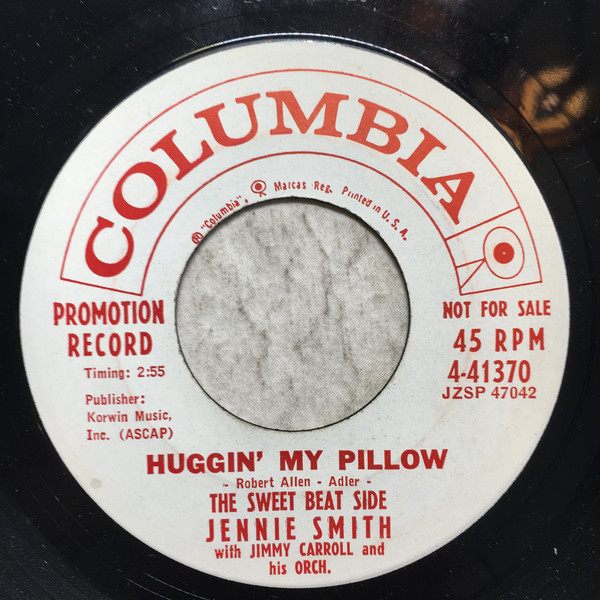 COLUMBIA
Ⓡ "Columbia", Marcas Reg. Printed in U.S.A.
PROMOTION
RECORD
Timing: 2:55
Publisher:
Korwin Music,
Inc. (ASCAP)
NOT FOR SALE
45 RPM
4-41370
JZSP 47042
HUGGIN' MY PILLOW
- Robert Allen - Adler -
THE SWEET BEAT SIDE
JENNIE SMITH
with JIMMY CARROLL and
his ORCH.